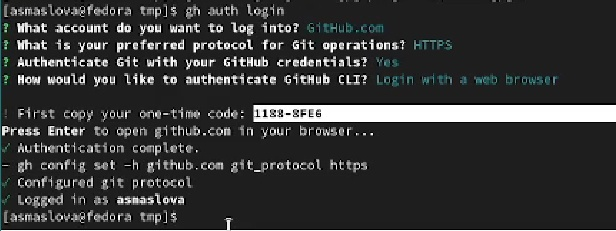 [asmaslova@fedora tmp]$ gh auth login
? What account do you want to log into? GitHub.com
? What is your preferred protocol for Git operations? HTTPS
? Authenticate Git with your GitHub credentials? Yes
? How would you like to authenticate GitHub CLI? Login with a web browser
! First copy your one-time code: 1188-8FE6
Press Enter to open github.com in your browser...
✓ Authentication complete.
- gh config set -h github.com git_protocol https
✓ Configured git protocol
✓ Logged in as asmaslova
[asmaslova@fedora tmp]$